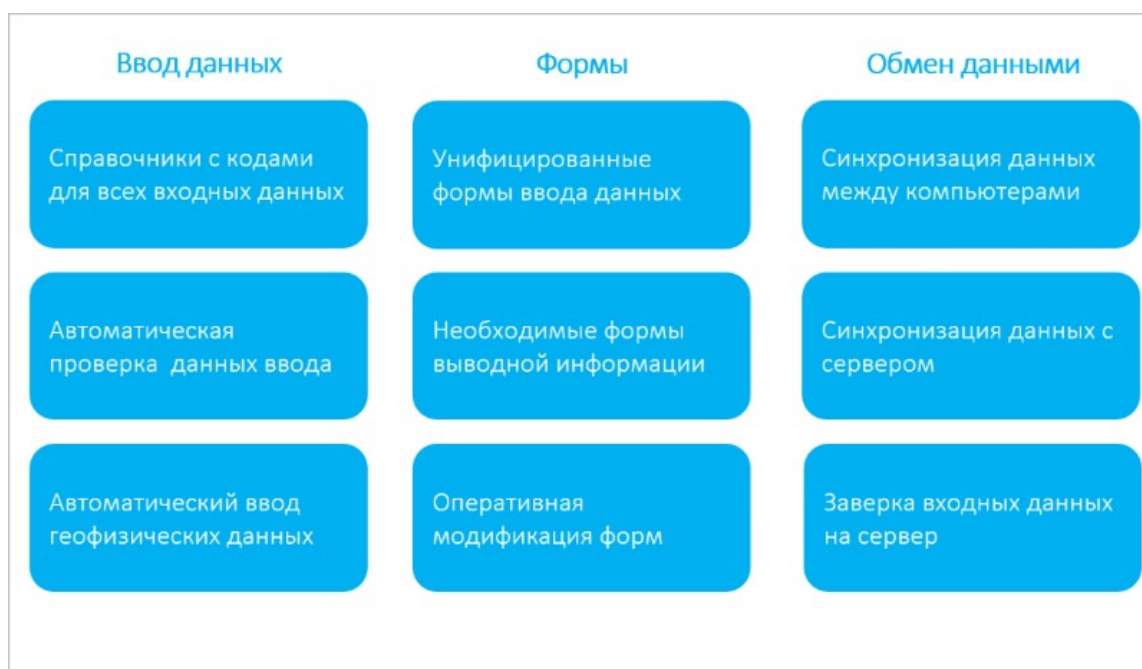 Ввод данных
Справочники с кодами
для всех входных данных
Автоматическая
проверка  данных ввода
Автоматический ввод
геофизических данных
Формы
Унифицированные
формы ввода данных
Необходимые формы
выводной информации
Оперативная
модификация форм
Обмен данными
Синхронизация данных
между компьютерами
Синхронизация данных с
сервером
Заверка входных данных
на сервер